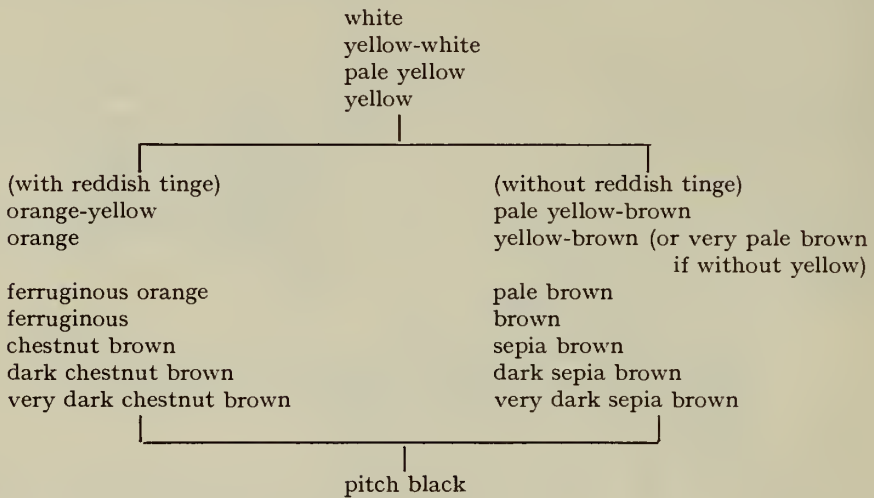 white
yellow-white
pale yellow
yellow
(with reddish tinge)
orange-yellow
orange
ferruginous orange
ferruginous
chestnut brown
dark chestnut brown
very dark chestnut brown
(without reddish tinge)
pale yellow-brown
yellow-brown (or very pale brown
if without yellow)
pale brown
brown
sepia brown
dark sepia brown
very dark sepia brown
pitch black